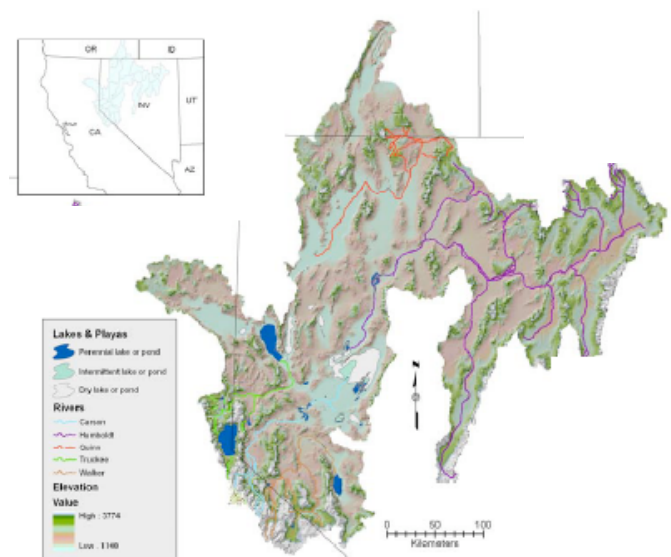 OR
ID
NV
UT
CA
AZ
Lakes & Playas
Perennial lake or pond
Intermittent lake or pond
Dry lake or pond
Rivers
Carson
Humboldt
Quinn
Truckee
Walker
Elevation
Value
High : 3774
Low : 1140
N
0 50 100
Kilometers